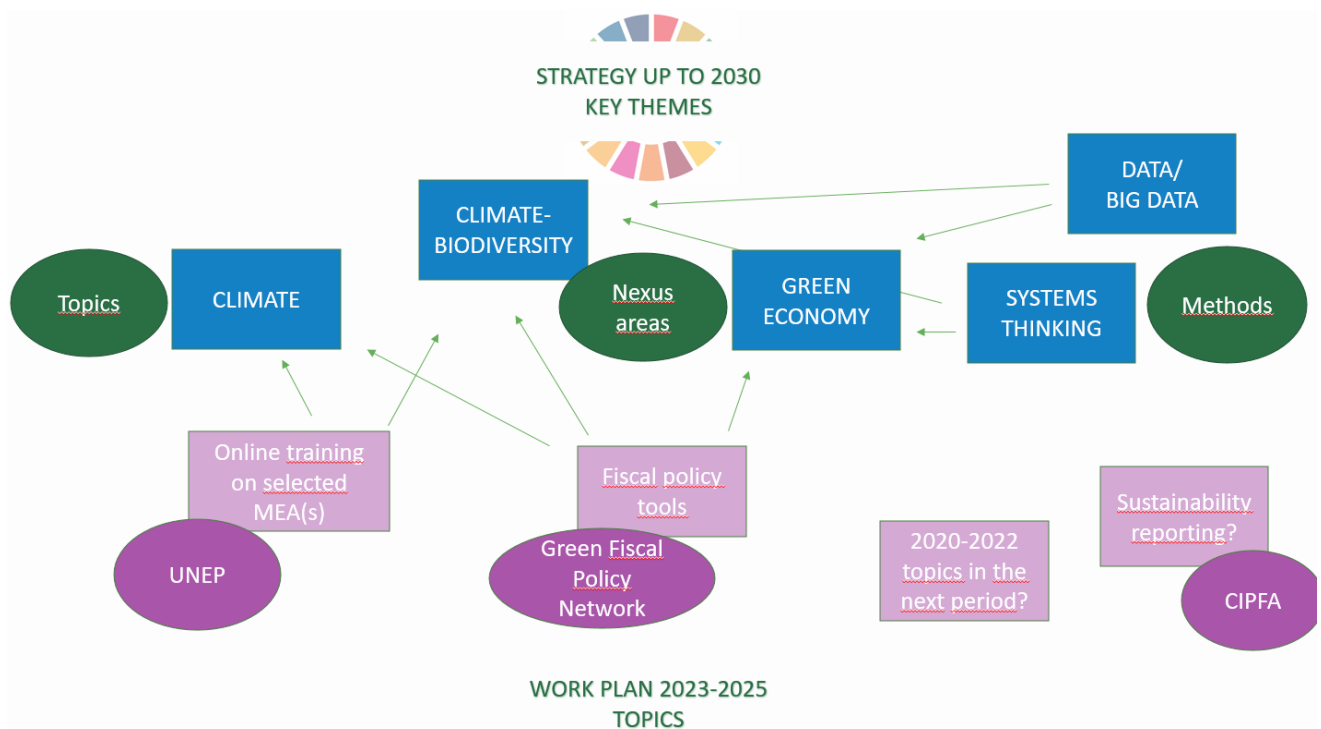 STRATEGY UP TO 2030
KEY THEMES
DATA/
BIG DATA
CLIMATE-
BIODIVERSITY
Topics
CLIMATE
Nexus
areas
GREEN
ECONOMY
SYSTEMS
THINKING
Methods
Online training
on selected
MEA(s)
UNEP
Fiscal policy
tools
Green Fiscal
Policy
Network
2020-2022
topics in the
next period?
Sustainability
reporting?
CIPFA
WORK PLAN 2023-2025
TOPICS